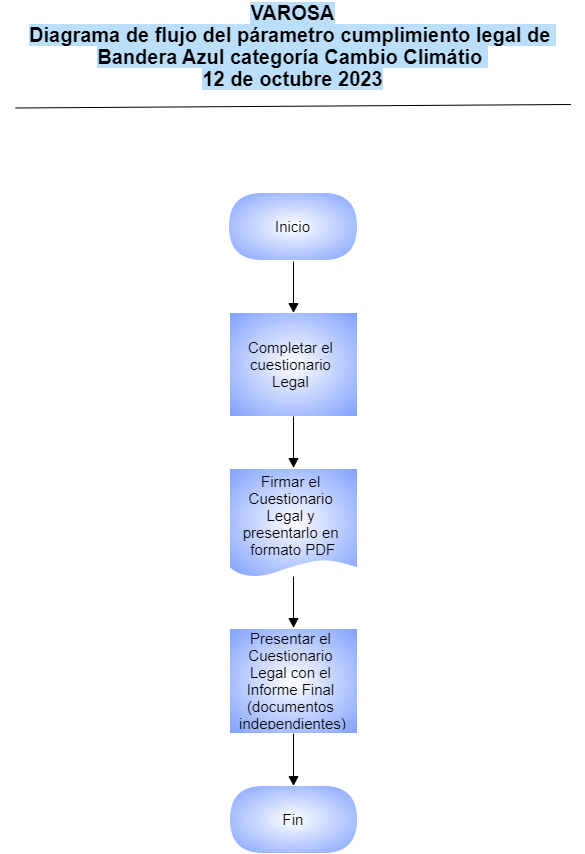 VAROSA
Diagrama de flujo del párametro cumplimiento legal de
Bandera Azul categoría Cambio Climátio
12 de octubre 2023
Inicio
Completar el
cuestionario
Legal
Firmar el
Cuestionario
Legal y
presentarlo en
formato PDF
Presentar el
Cuestionario
Legal con el
Informe Final
(documentos
independientes)
Fin